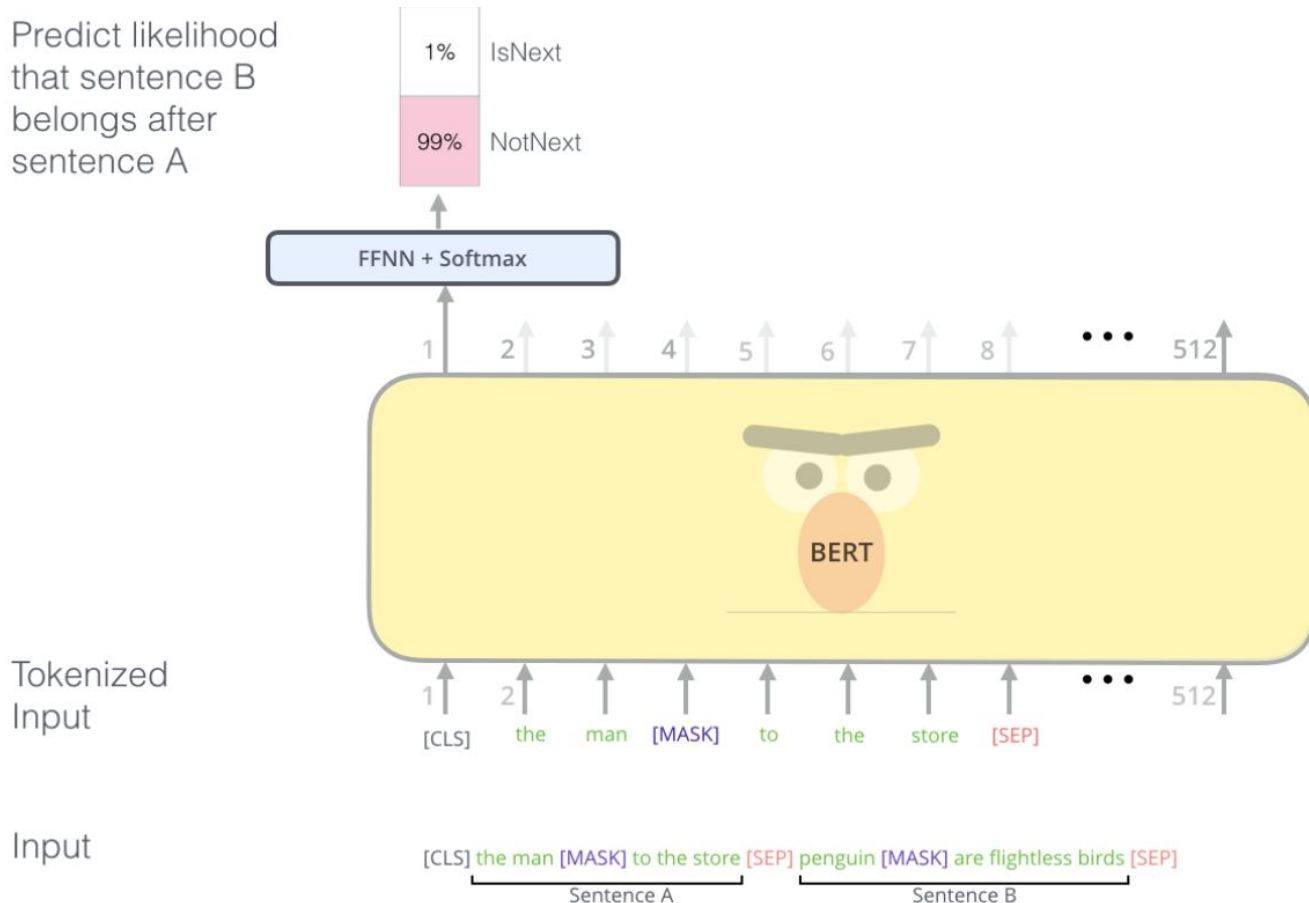 Predict likelihood
that sentence B
belongs after
sentence A
1% IsNext
99% NotNext
FFNN + Softmax
1 2 3 4 5 6 7 8 ••• 512
BERT
Tokenized
Input
1 2 ••• 512
[CLS] the man [MASK] to the store [SEP]
Input
[CLS] the man [MASK] to the store [SEP] penguin [MASK] are flightless birds [SEP]
Sentence A Sentence B